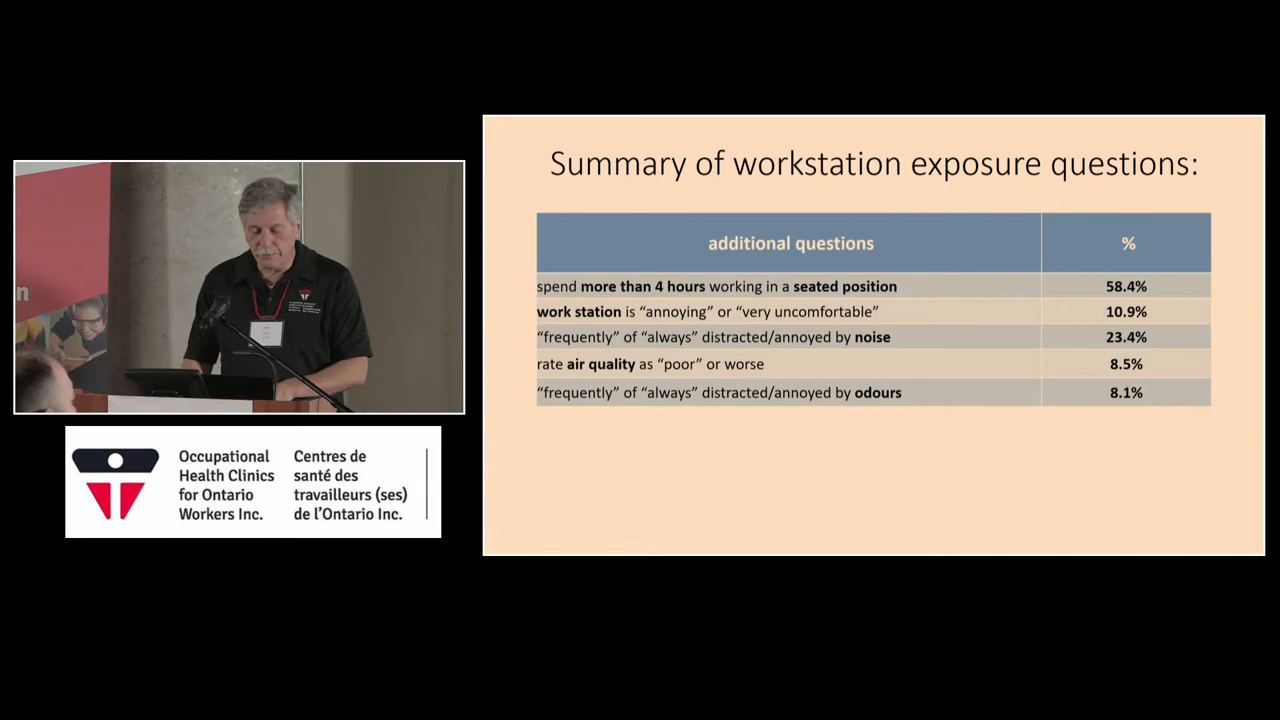 n
Occupational
Health Clinics
for Ontario
Workers Inc.
Centres de
santé des
travailleurs (ses)
de l'Ontario Inc.
Summary of workstation exposure questions:
additional questions %
spend more than 4 hours working in a seated position 58.4%
work station is “annoying” or “very uncomfortable” 10.9%
“frequently” of “always” distracted/annoyed by noise 23.4%
rate air quality as “poor” or worse 8.5%
“frequently” of “always” distracted/annoyed by odours 8.1%